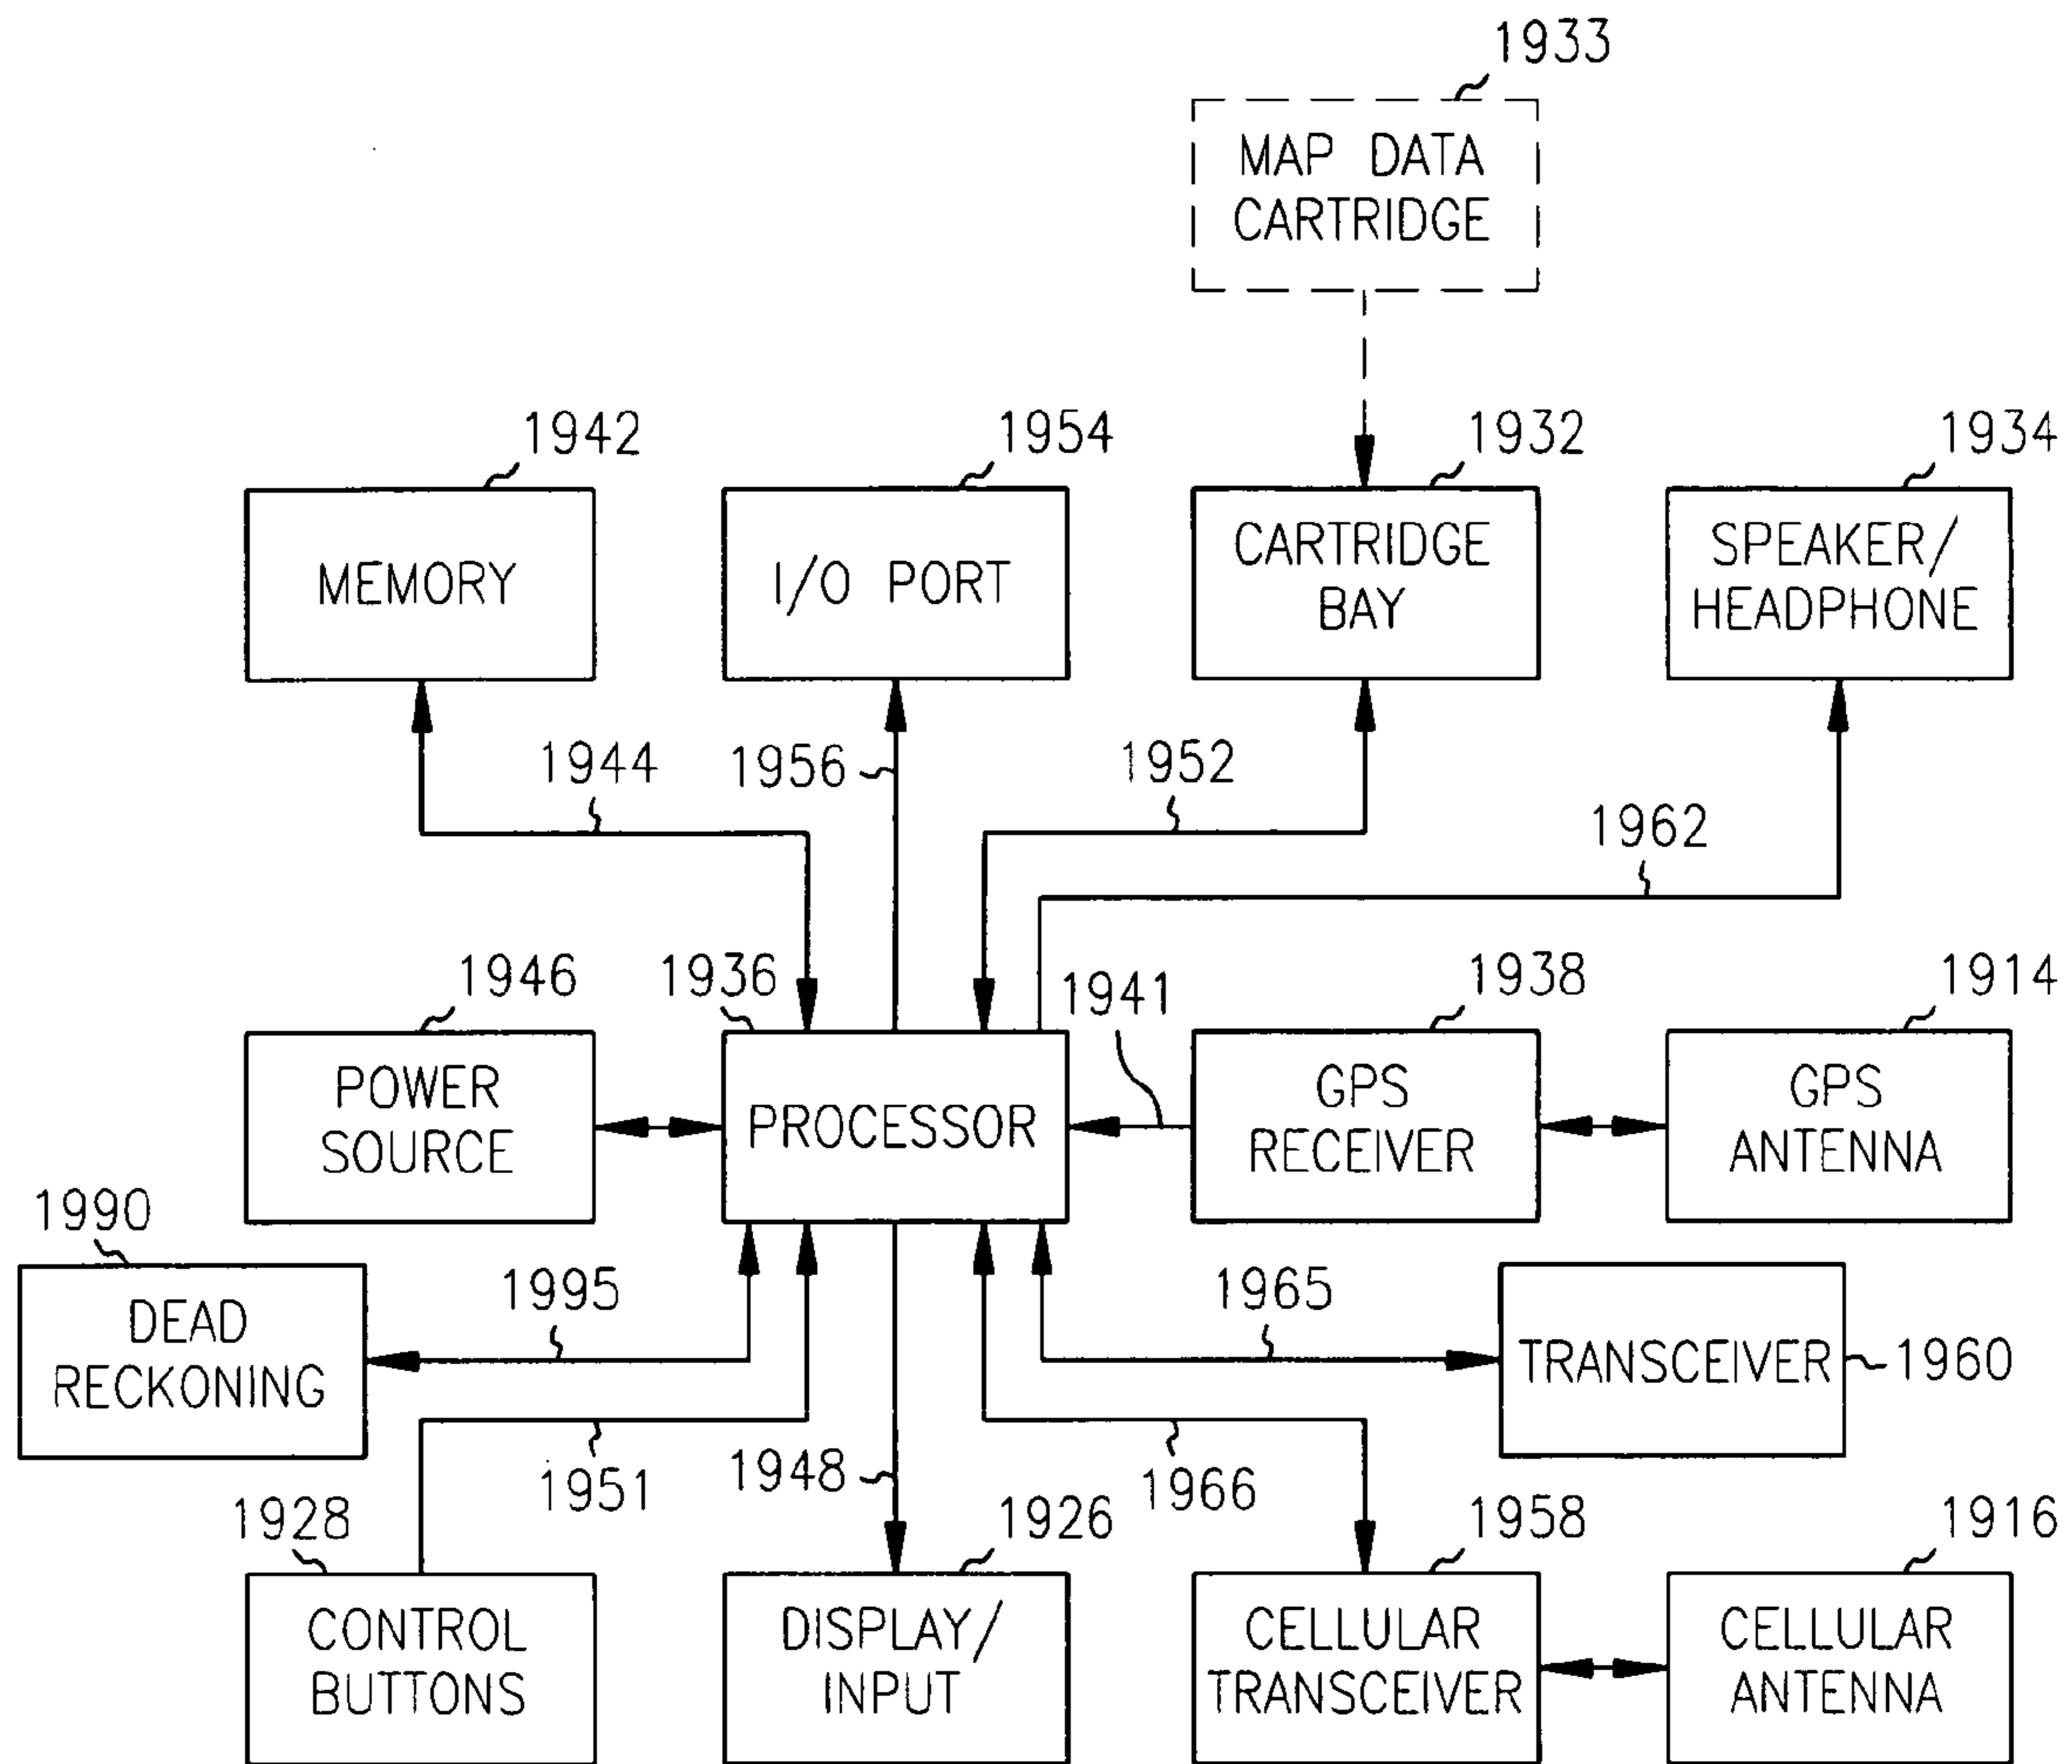 1933
MAP DATA
CARTRIDGE
1942
1954
1932
1934
MEMORY
I/O PORT
CARTRIDGE
BAY
SPEAKER/
HEADPHONE
1944
1956
1952
1962
1946
1936
1941
1938
1914
POWER
SOURCE
PROCESSOR
GPS
RECEIVER
GPS
ANTENNA
1990
DEAD
RECKONING
1995
1965
TRANSCEIVER
1960
1951
1948
1966
1928
1926
1958
1916
CONTROL
BUTTONS
DISPLAY/
INPUT
CELLULAR
TRANSCEIVER
CELLULAR
ANTENNA